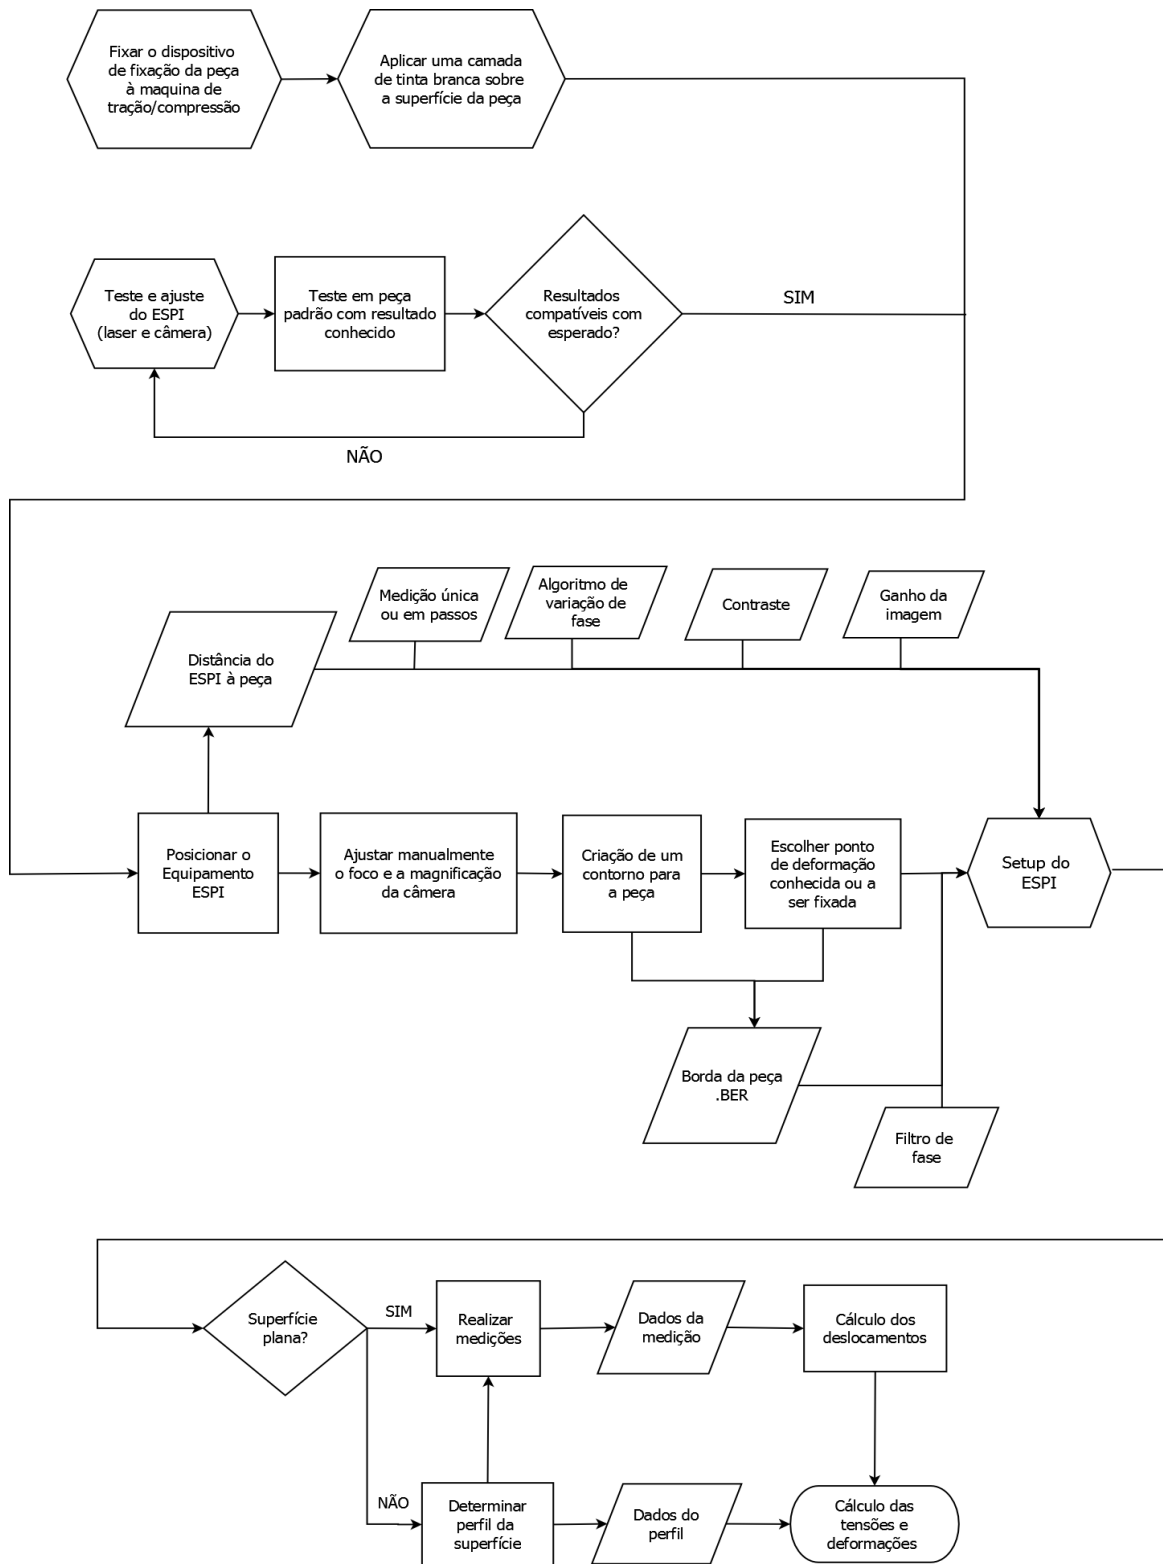 Fixar o dispositivo
de fixação da peça
à maquina de
tração/compressão
Aplicar uma camada
de tinta branca sobre
a superfície da peça
Teste e ajuste
do ESPI
(laser e câmera)
Teste em peça
padrão com resultado
conhecido
Resultados
compatíveis com
esperado?
SIM
NÃO
Distância do
ESPI à peça
Medição única
ou em passos
Algoritmo de
variação de
fase
Contraste
Ganho da
imagem
Posicionar o
Equipamento
ESPI
Ajustar manualmente
o foco e a magnificação
da câmera
Criação de um
contorno para
a peça
Escolher ponto
de deformação
conhecida ou a
ser fixada
Setup do
ESPI
Borda da peça
.BER
Filtro de
fase
Superfície
plana?
SIM
Realizar
medições
Dados da
medição
Cálculo dos
deslocamentos
NÃO
Determinar
perfil da
superfície
Dados do
perfil
Cálculo das
tensões e
deformações